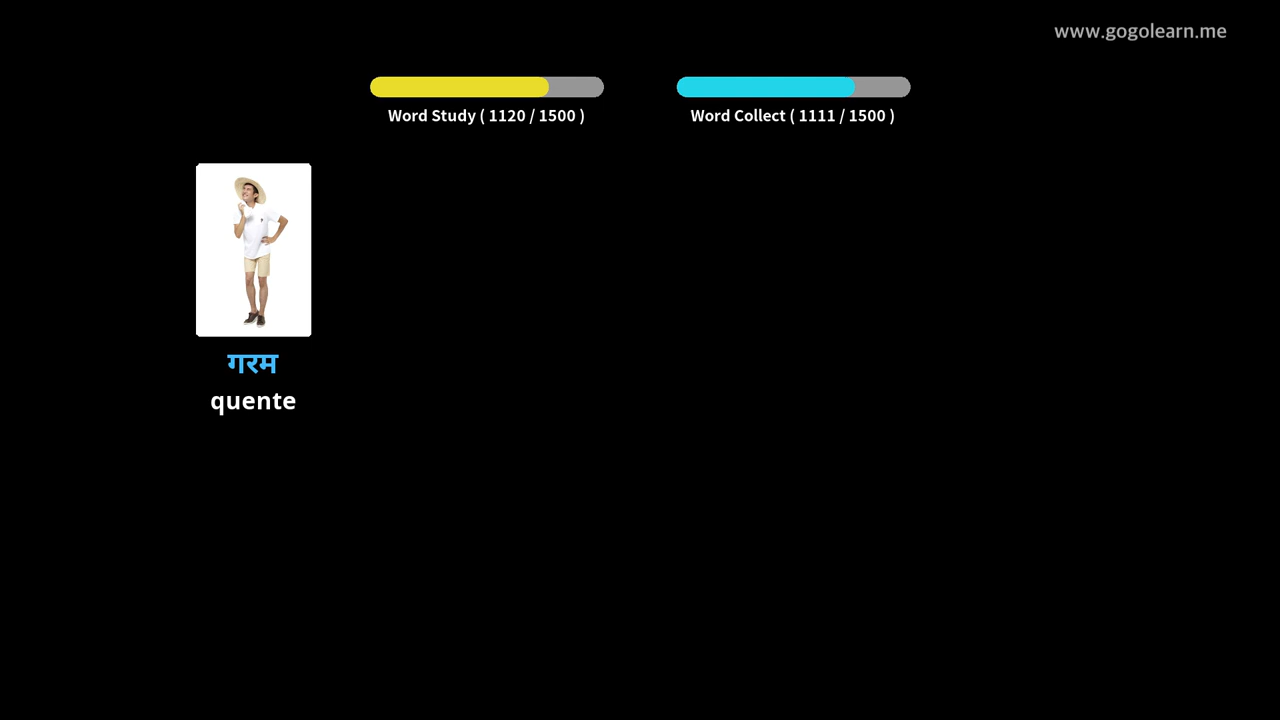 www.gogolearn.me
Word Study ( 1120 / 1500 )
Word Collect ( 1111 / 1500 )
गरम
quente